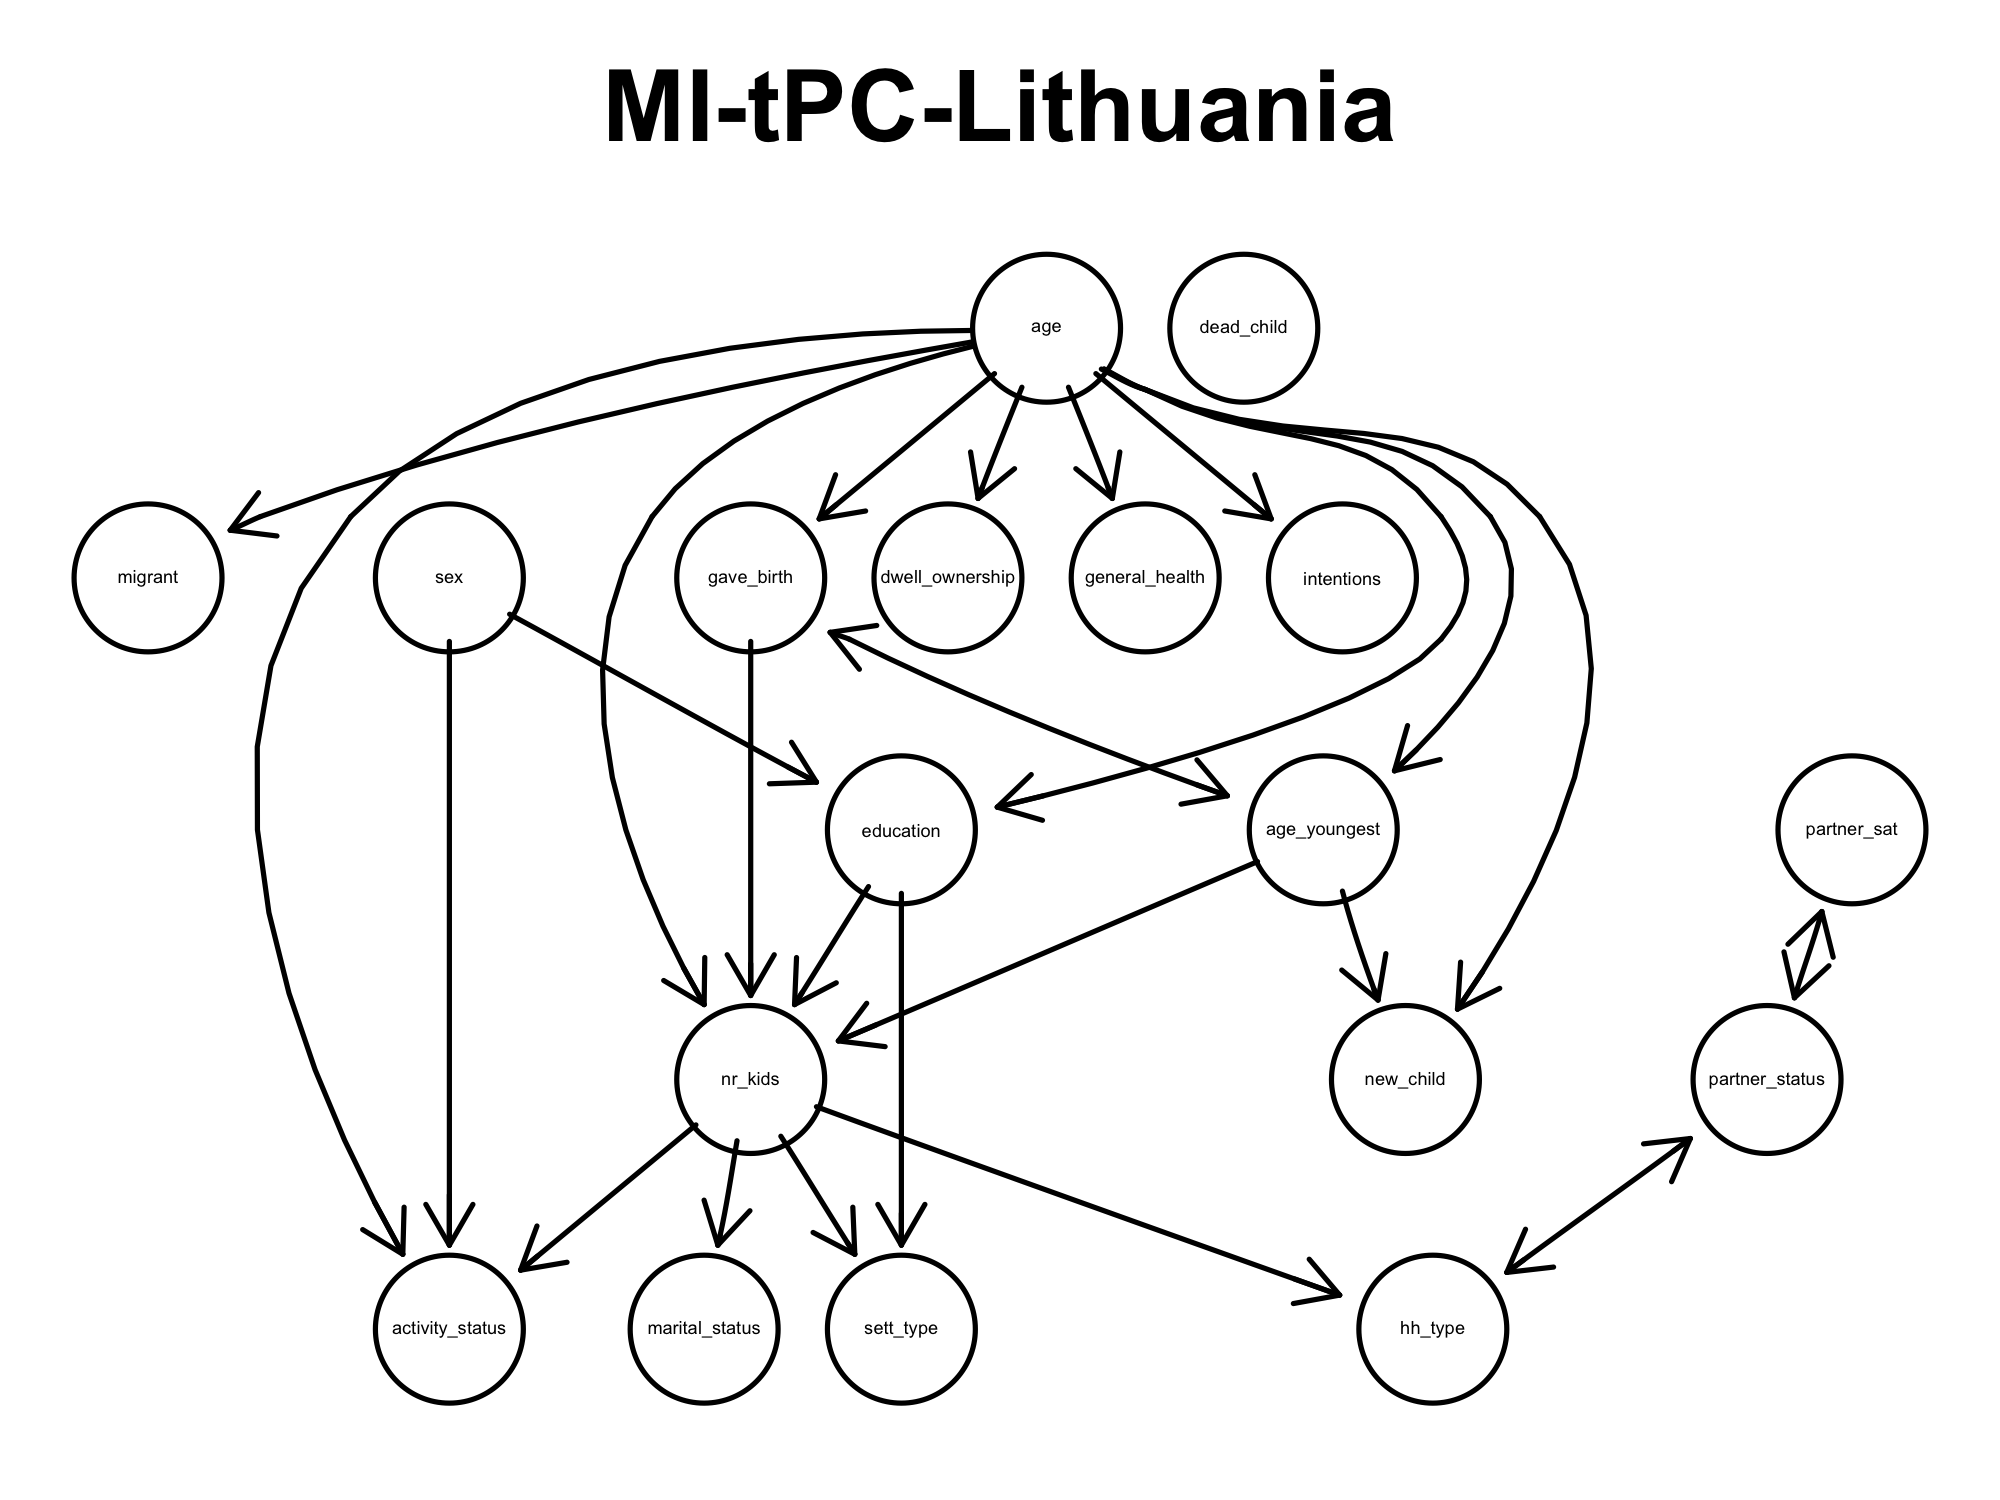 MI-tPC-Lithuania
age
dead_child
migrant
sex
gave_birth
dwell_ownership
general_health
intentions
education
age_youngest
partner_sat
nr_kids
new_child
partner_status
activity_status
marital_status
sett_type
hh_type